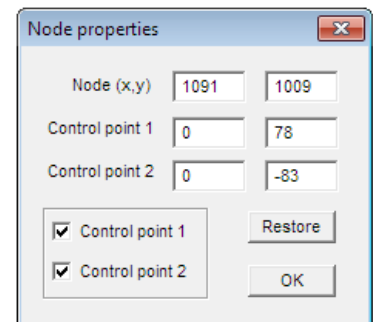 Node properties
Node (x,y) 1091 1009
Control point 1 0 78
Control point 2 0 -83
Control point 1 Restore
Control point 2 OK